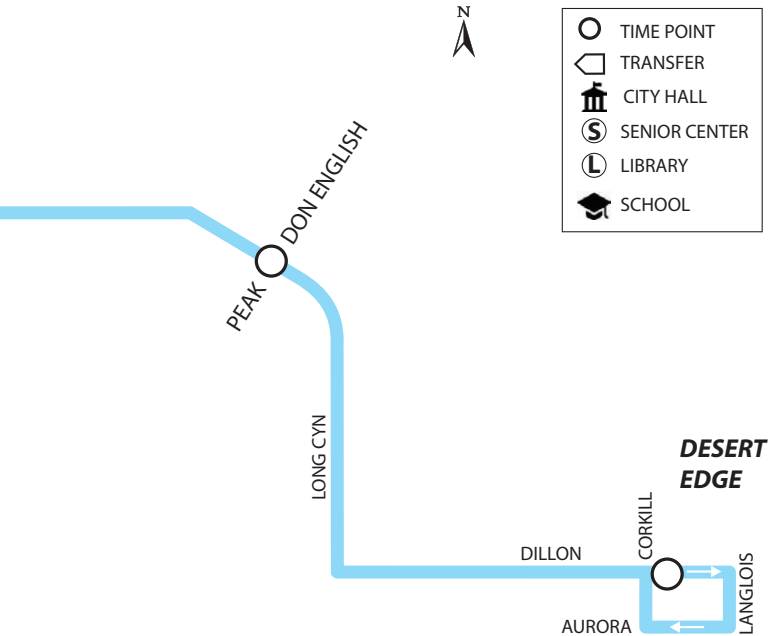 N
TIME POINT
TRANSFER
CITY HALL
S SENIOR CENTER
L LIBRARY
SCHOOL
DON ENGLISH
PEAK
LONG CYN
DESERT
EDGE
CORKILL
DILLON
LANGLOIS
AURORA